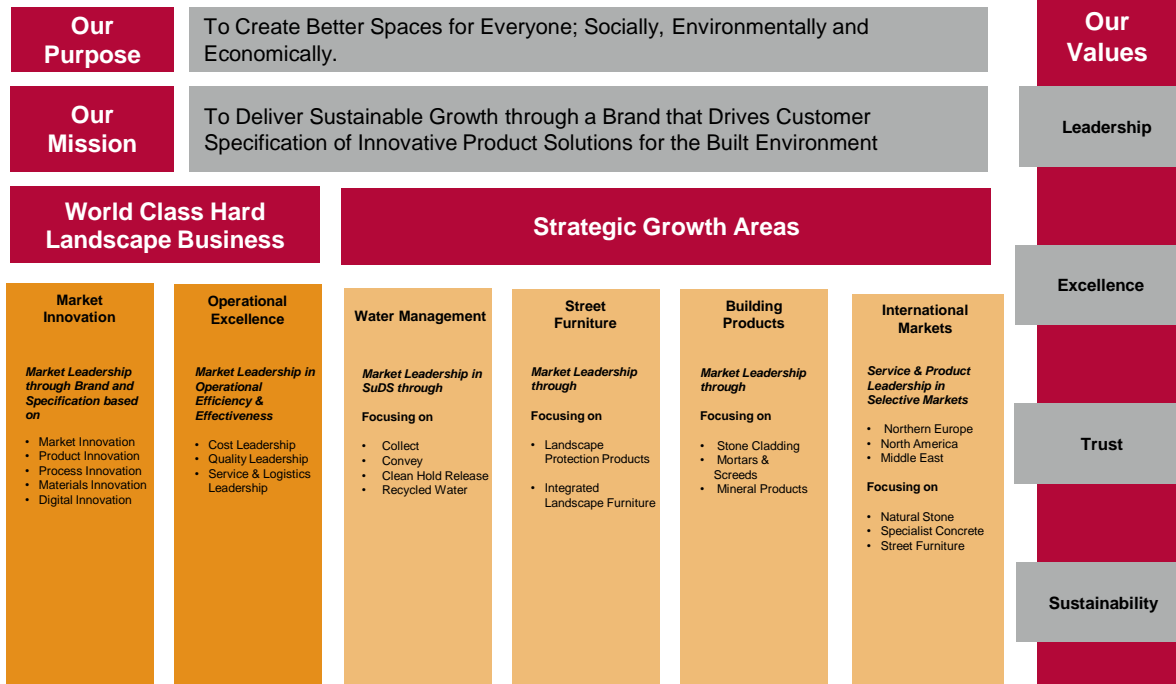 Our
Purpose
To Create Better Spaces for Everyone; Socially, Environmentally and
Economically.
Our
Mission
To Deliver Sustainable Growth through a Brand that Drives Customer
Specification of Innovative Product Solutions for the Built Environment
World Class Hard
Landscape Business
Strategic Growth Areas
Market
Innovation
Market Leadership
through Brand and
Specification based
on
• Market Innovation
• Product Innovation
• Process Innovation
• Materials Innovation
• Digital Innovation
Operational
Excellence
Market Leadership in
Operational
Efficiency &
Effectiveness
• Cost Leadership
• Quality Leadership
• Service & Logistics
Leadership
Water Management
Market Leadership in
SuDS through
Focusing on
• Collect
• Convey
• Clean Hold Release
• Recycled Water
Street
Furniture
Market Leadership
through
Focusing on
• Landscape
Protection Products
• Integrated
Landscape Furniture
Building
Products
Market Leadership
through
Focusing on
• Stone Cladding
• Mortars &
Screeds
• Mineral Products
International
Markets
Service & Product
Leadership in
Selective Markets
• Northern Europe
• North America
• Middle East
Focusing on
• Natural Stone
• Specialist Concrete
• Street Furniture
Our
Values
Leadership
Excellence
Trust
Sustainability